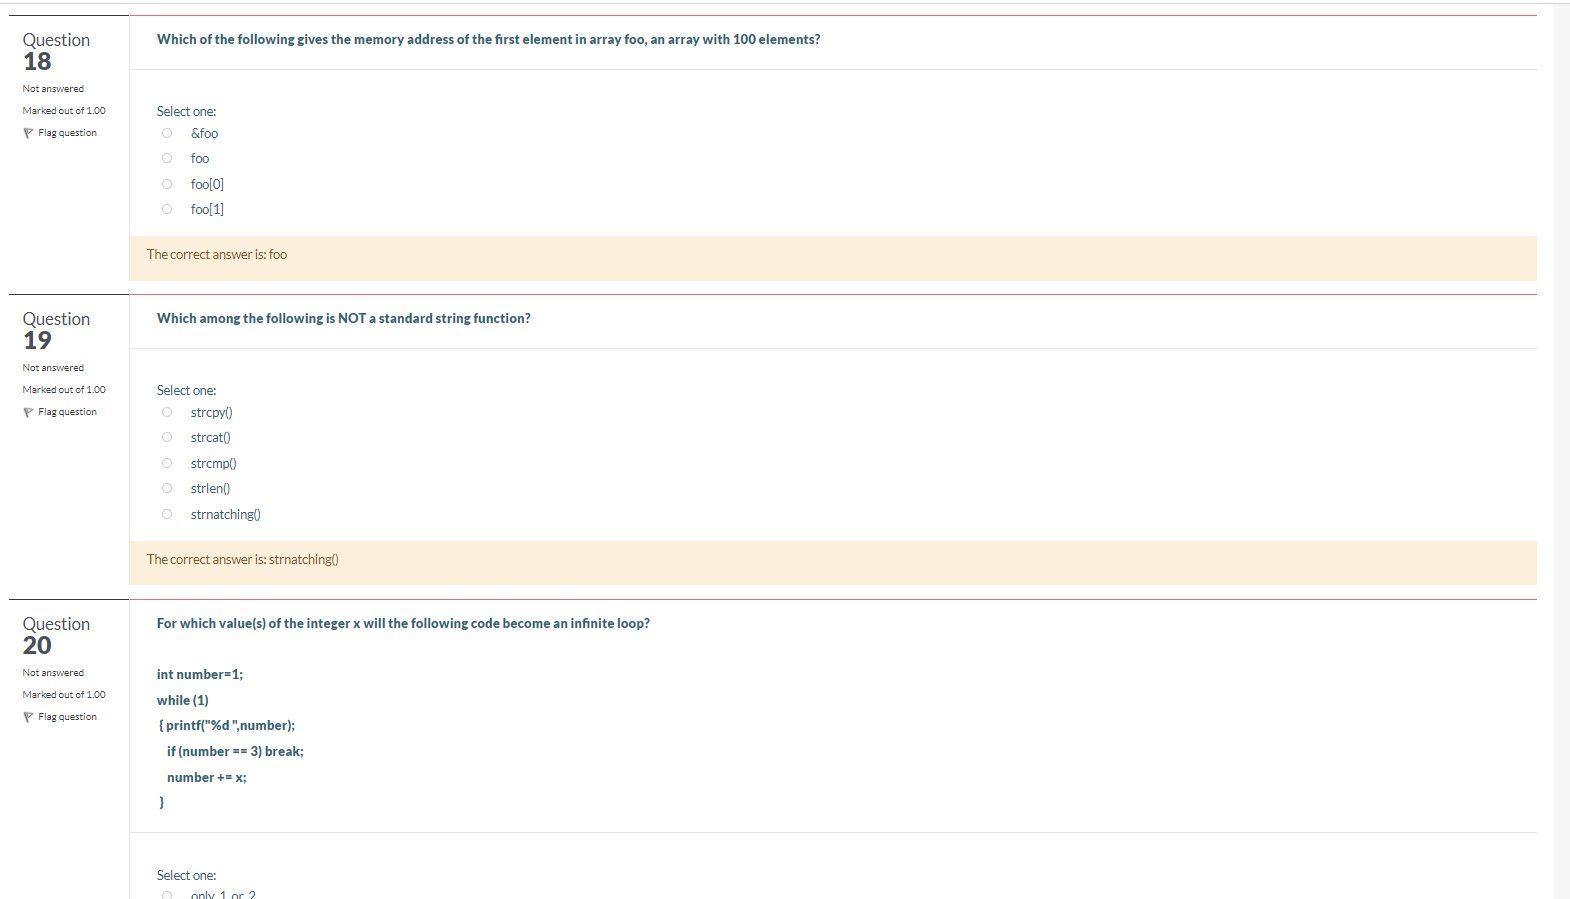 Question
18
Not answered
Marked out of 1.00
Flag question
Which of the following gives the memory address of the first element in array foo, an array with 100 elements?
Select one:
&foo
foo
foo[0]
foo[1]
The correct answer is: foo
Question
19
Not answered
Marked out of 1.00
Flag question
Which among the following is NOT a standard string function?
Select one:
strcpy()
strcat()
strcmp()
strlen()
strnatching()
The correct answer is: strnatching()
Question
20
Not answered
Marked out of 1.00
Flag question
For which value(s) of the integer x will the following code become an infinite loop?
int number=1;
while (1)
{ printf("%d ",number);
if (number == 3) break;
number += x;
}
Select one:
only 1 or 2